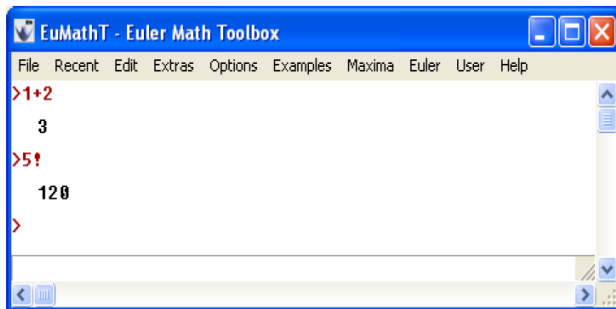 EuMathT - Euler Math Toolbox
File Recent Edit Extras Options Examples Maxima Euler User Help
>1+2
3
>5!
120
>